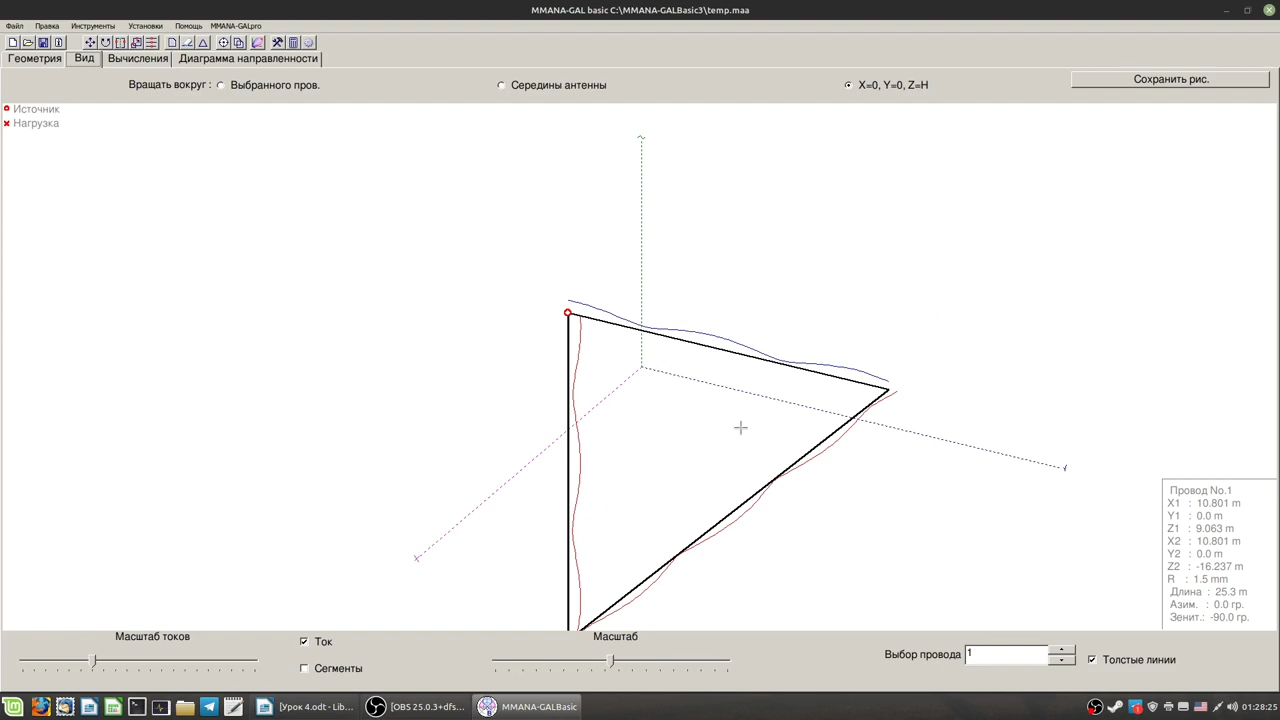 MMANA-GAL basic C:\MMANA-GALBasic3\temp.maa
Файл Правка Инструменты Установки Помощь MMANA-GALpro
Геометрия Вид Вычисления Диаграмма направленности
Вращать вокруг : Выбранного пров. Середины антенны X=0, Y=0, Z=H Сохранить рис.
Источник
Нагрузка
Провод No.1
X1 : 10.801 m
Y1 : 0.0 m
Z1 : 9.063 m
X2 : 10.801 m
Y2 : 0.0 m
Z2 : -16.237 m
R : 1.5 mm
Длина : 25.3 m
Азим. : 0.0 гр.
Зенит.: -90.0 гр.
Масштаб токов Ток Масштаб
Сегменты Выбор провода 1 Толстые линии
[Урок 4.odt - Lib... [OBS 25.0.3+dfs... MMANA-GALBasic 01:28:25